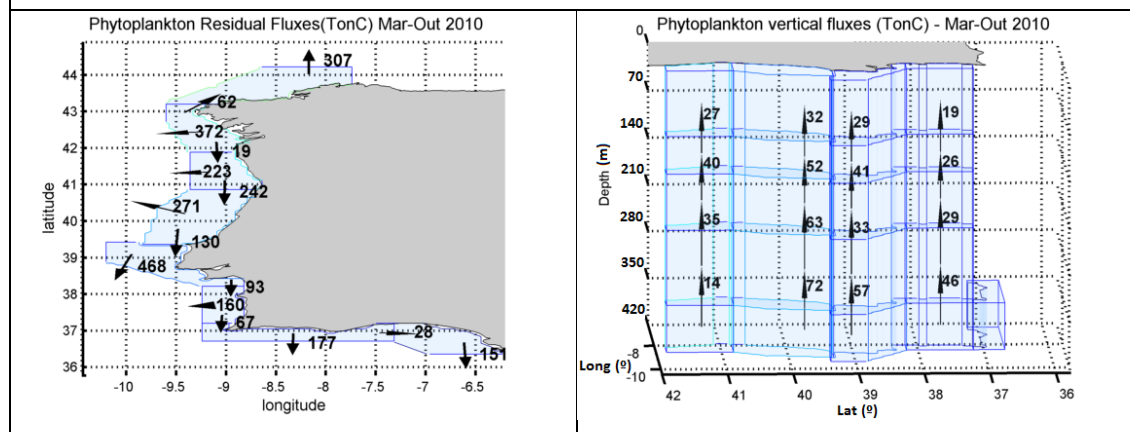 Phytoplankton Residual Fluxes(TonC) Mar-Out 2010
307
44
62
43
372
42
19
223
41
242
271
40
130
39
468
93
38
160
67
37
177
28
151
36
latitude
-10 -9.5 -9 -8.5 -8 -7.5 -7 -6.5
longitude
Phytoplankton vertical fluxes (TonC) - Mar-Out 2010
0
70
140
210
280
350
420
Depth (m)
27 32 29 19
40 52 41 26
35 63 33 29
14 72 57 46
-8
Long (º)
-10
42 41 40 39 38 37 36
Lat (º)